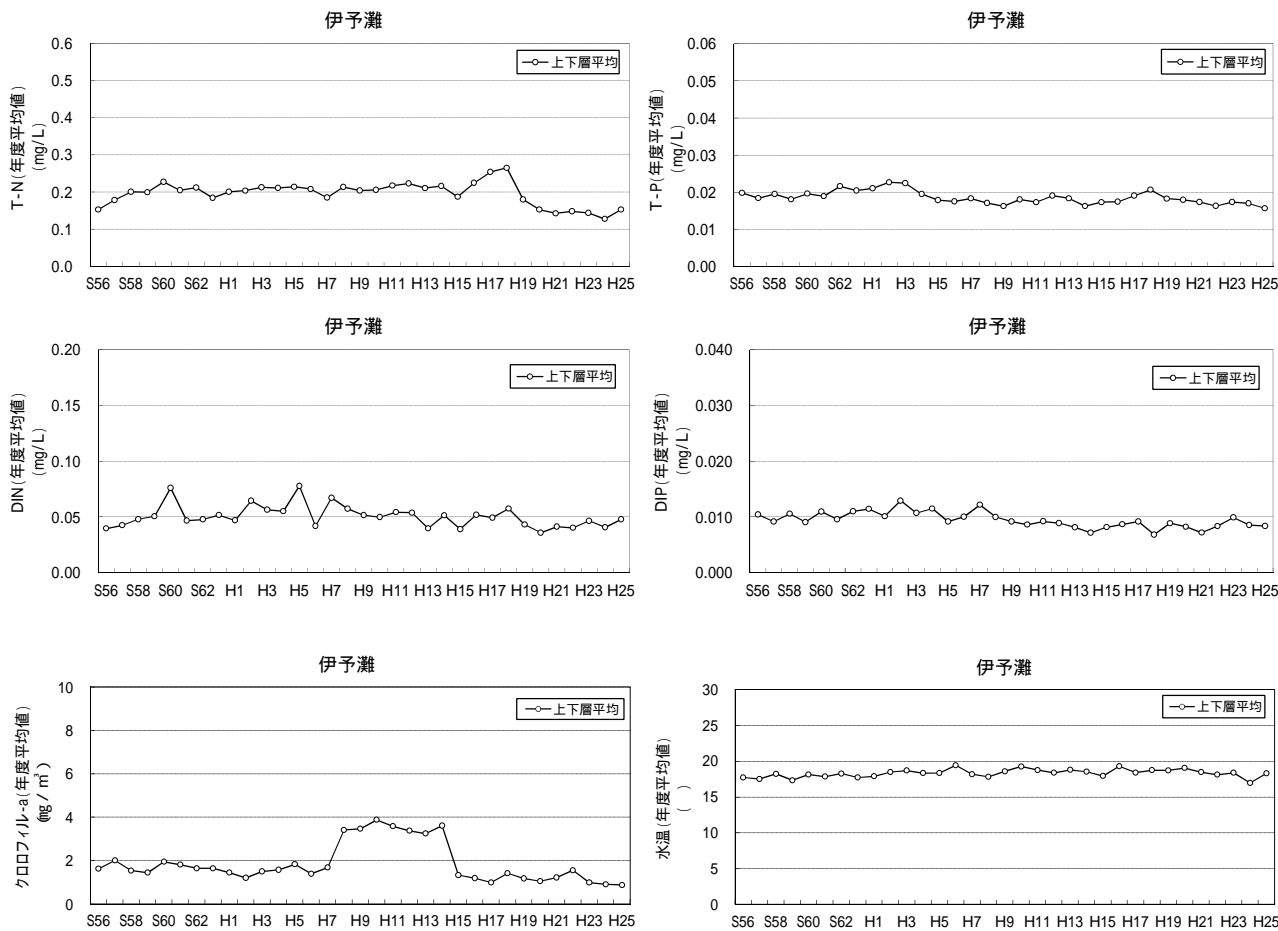 伊予灘
T-N(年度平均値)
(mg/L)
0.6
0.5
0.4
0.3
0.2
0.1
0.0
上下層平均
S56 S58 S60 S62 H1 H3 H5 H7 H9 H11 H13 H15 H17 H19 H21 H23 H25
伊予灘
T-P(年度平均値)
(mg/L)
0.06
0.05
0.04
0.03
0.02
0.01
0.00
上下層平均
S56 S58 S60 S62 H1 H3 H5 H7 H9 H11 H13 H15 H17 H19 H21 H23 H25
伊予灘
DIN(年度平均値)
(mg/L)
0.20
0.15
0.10
0.05
0.00
上下層平均
S56 S58 S60 S62 H1 H3 H5 H7 H9 H11 H13 H15 H17 H19 H21 H23 H25
伊予灘
DIP(年度平均値)
(mg/L)
0.040
0.030
0.020
0.010
0.000
上下層平均
S56 S58 S60 S62 H1 H3 H5 H7 H9 H11 H13 H15 H17 H19 H21 H23 H25
伊予灘
クロロフィル-a(年度平均値)
(mg/m³)
10
8
6
4
2
0
上下層平均
S56 S58 S60 S62 H1 H3 H5 H7 H9 H11 H13 H15 H17 H19 H21 H23 H25
伊予灘
水温(年度平均値)
( )
30
25
20
15
10
5
0
上下層平均
S56 S58 S60 S62 H1 H3 H5 H7 H9 H11 H13 H15 H17 H19 H21 H23 H25